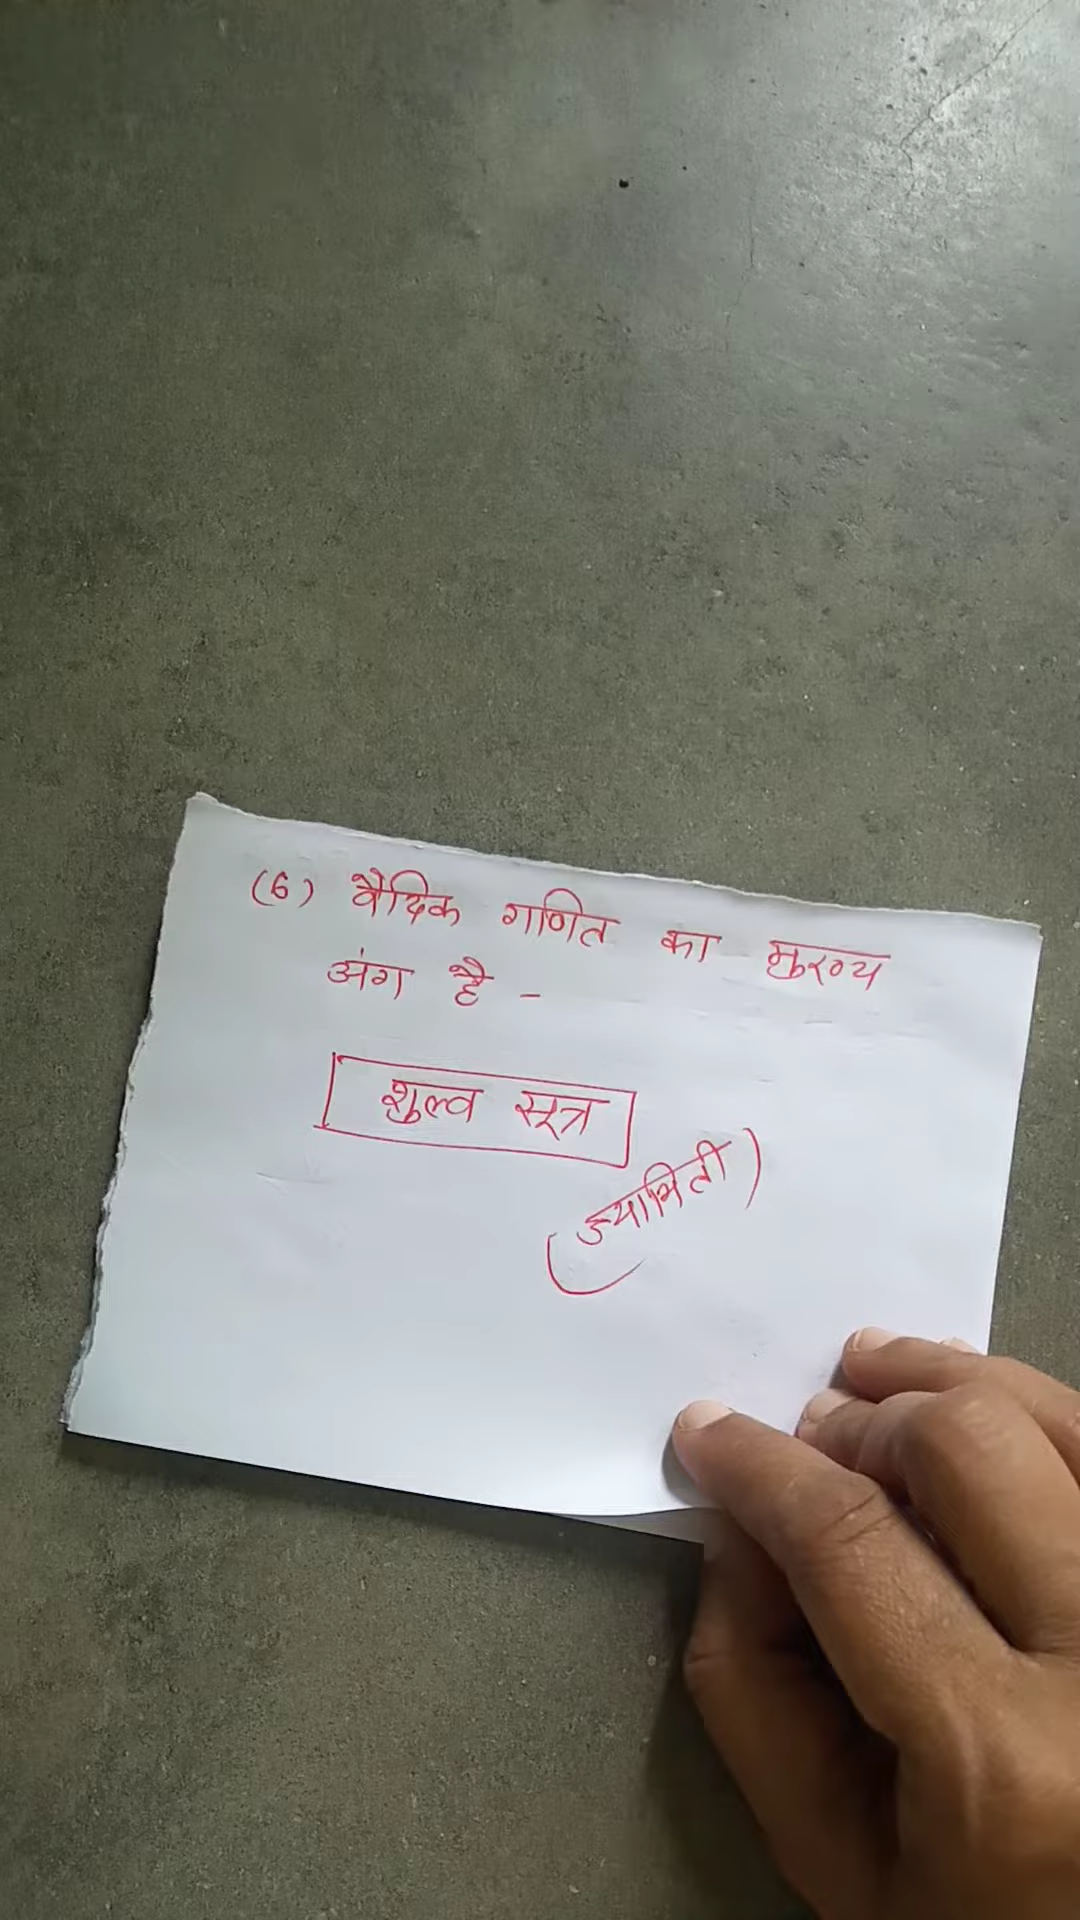 (6) वैदिक गणित का मुख्य
अंग है -
शुल्व सूत्र
(ज्यामिती)